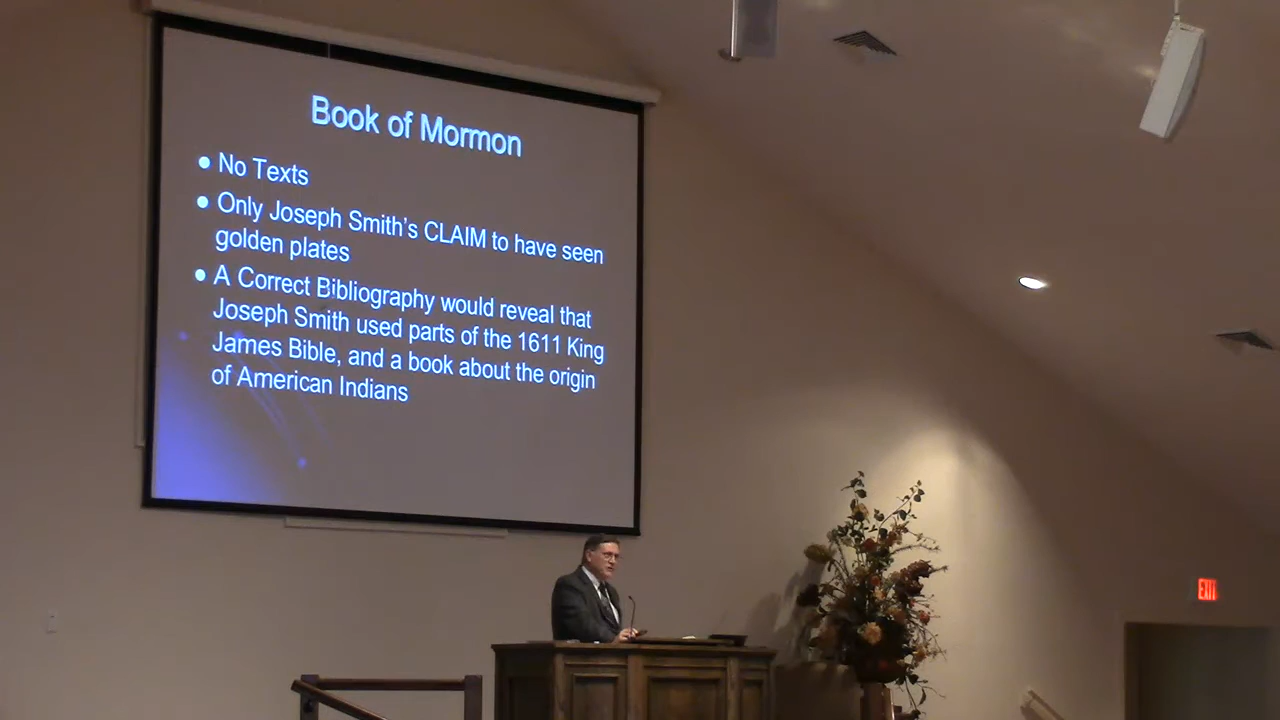 Book of Mormon
● No Texts
● Only Joseph Smith's CLAIM to have seen
golden plates
● A Correct Bibliography would reveal that
Joseph Smith used parts of the 1611 King
James Bible, and a book about the origin
of American Indians
EXIT